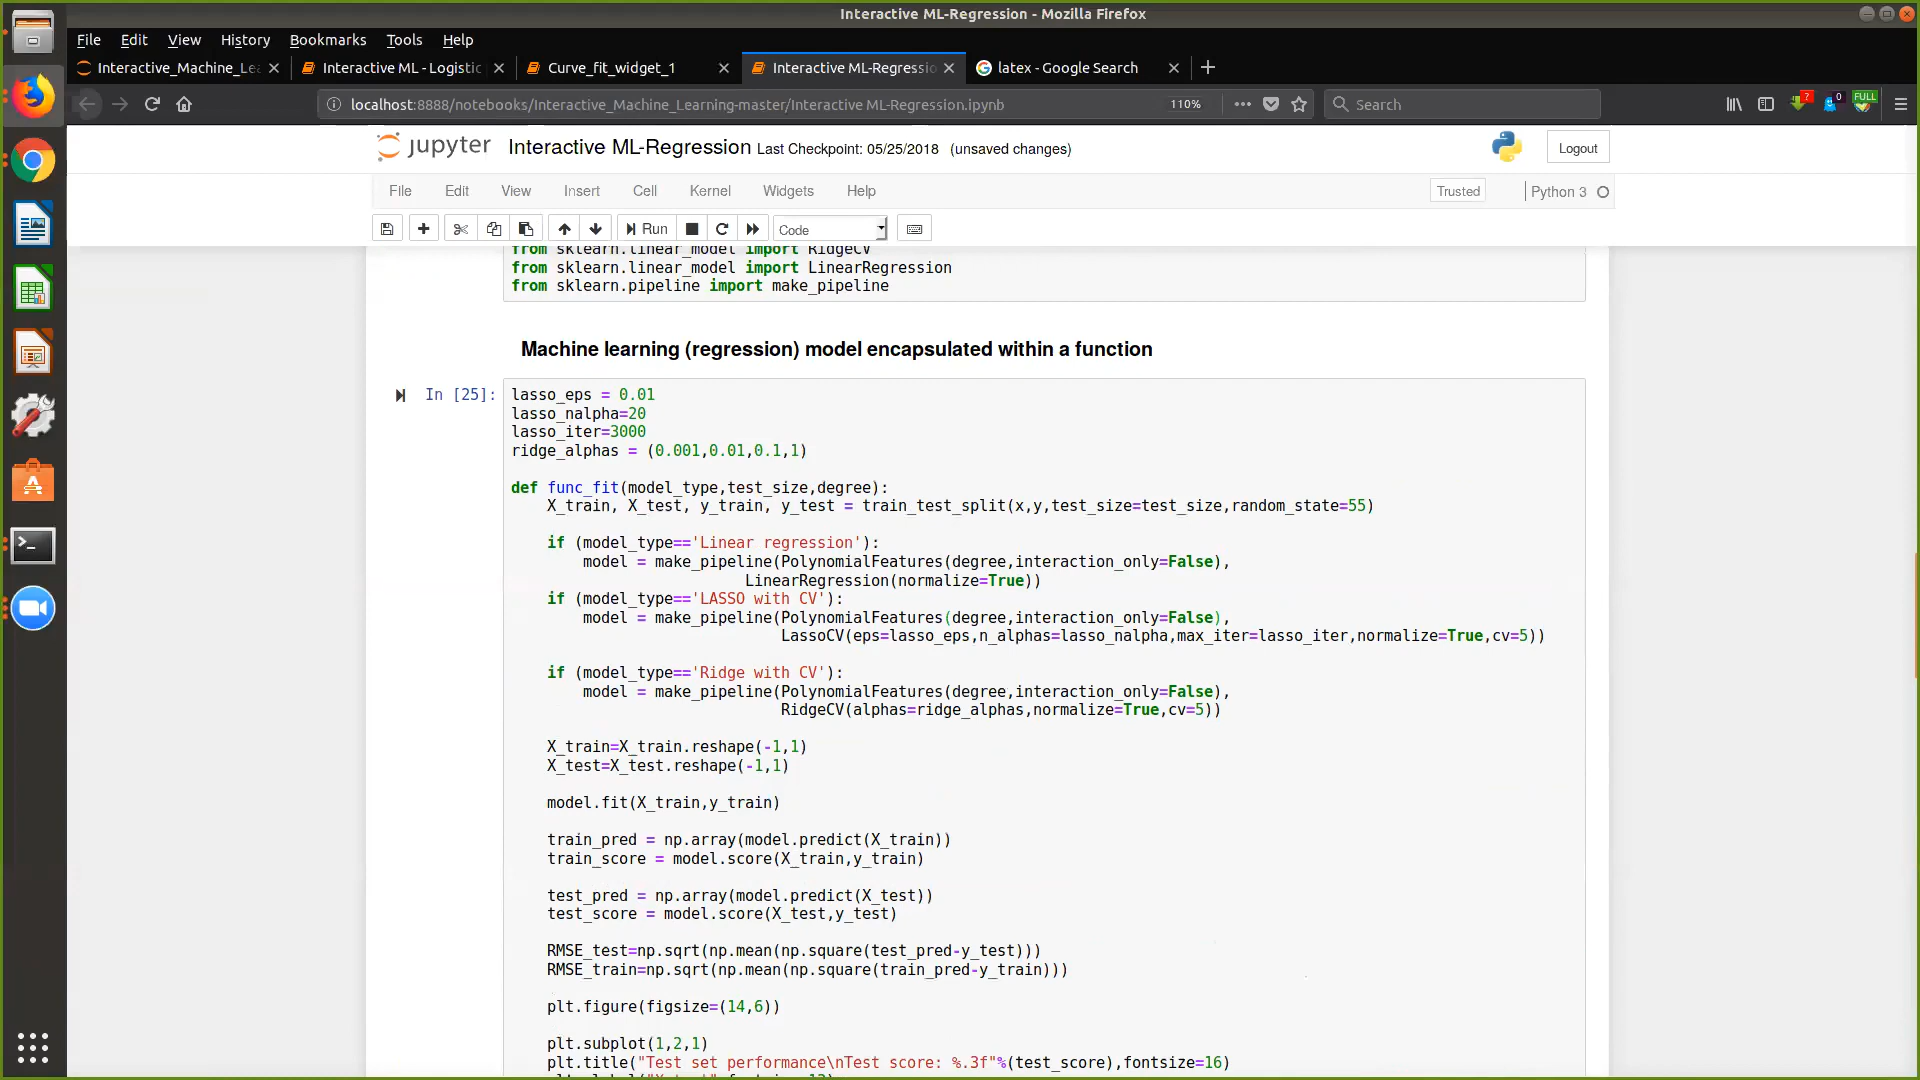 Interactive ML-Regression - Mozilla Firefox
File Edit View History Bookmarks Tools Help
Interactive_Machine_Le
Interactive ML - Logistic
Curve_fit_widget_1
Interactive ML-Regressio
latex - Google Search
localhost:8888/notebooks/Interactive_Machine_Learning-master/Interactive ML-Regression.ipynb
110%
Search
?
0
FULL
jupyter Interactive ML-Regression Last Checkpoint: 05/25/2018 (unsaved changes)
Logout
File Edit View Insert Cell Kernel Widgets Help
Trusted
Python 3
Run
Code
from sklearn.linear_model import RidgeCV
from sklearn.linear_model import LinearRegression
from sklearn.pipeline import make_pipeline
Machine learning (regression) model encapsulated within a function
In [25]:
lasso_eps = 0.01
lasso_nalpha=20
lasso_iter=3000
ridge_alphas = (0.001,0.01,0.1,1)
def func_fit(model_type,test_size,degree):
X_train, X_test, y_train, y_test = train_test_split(x,y,test_size=test_size,random_state=55)
if (model_type=='Linear regression'):
model = make_pipeline(PolynomialFeatures(degree,interaction_only=False),
LinearRegression(normalize=True))
if (model_type=='LASSO with CV'):
model = make_pipeline(PolynomialFeatures(degree,interaction_only=False),
LassoCV(eps=lasso_eps,n_alphas=lasso_nalpha,max_iter=lasso_iter,normalize=True,cv=5))
if (model_type=='Ridge with CV'):
model = make_pipeline(PolynomialFeatures(degree,interaction_only=False),
RidgeCV(alphas=ridge_alphas,normalize=True,cv=5))
X_train=X_train.reshape(-1,1)
X_test=X_test.reshape(-1,1)
model.fit(X_train,y_train)
train_pred = np.array(model.predict(X_train))
train_score = model.score(X_train,y_train)
test_pred = np.array(model.predict(X_test))
test_score = model.score(X_test,y_test)
RMSE_test=np.sqrt(np.mean(np.square(test_pred-y_test)))
RMSE_train=np.sqrt(np.mean(np.square(train_pred-y_train)))
plt.figure(figsize=(14,6))
plt.subplot(1,2,1)
plt.title("Test set performance\nTest score: %.3f"%(test_score),fontsize=16)